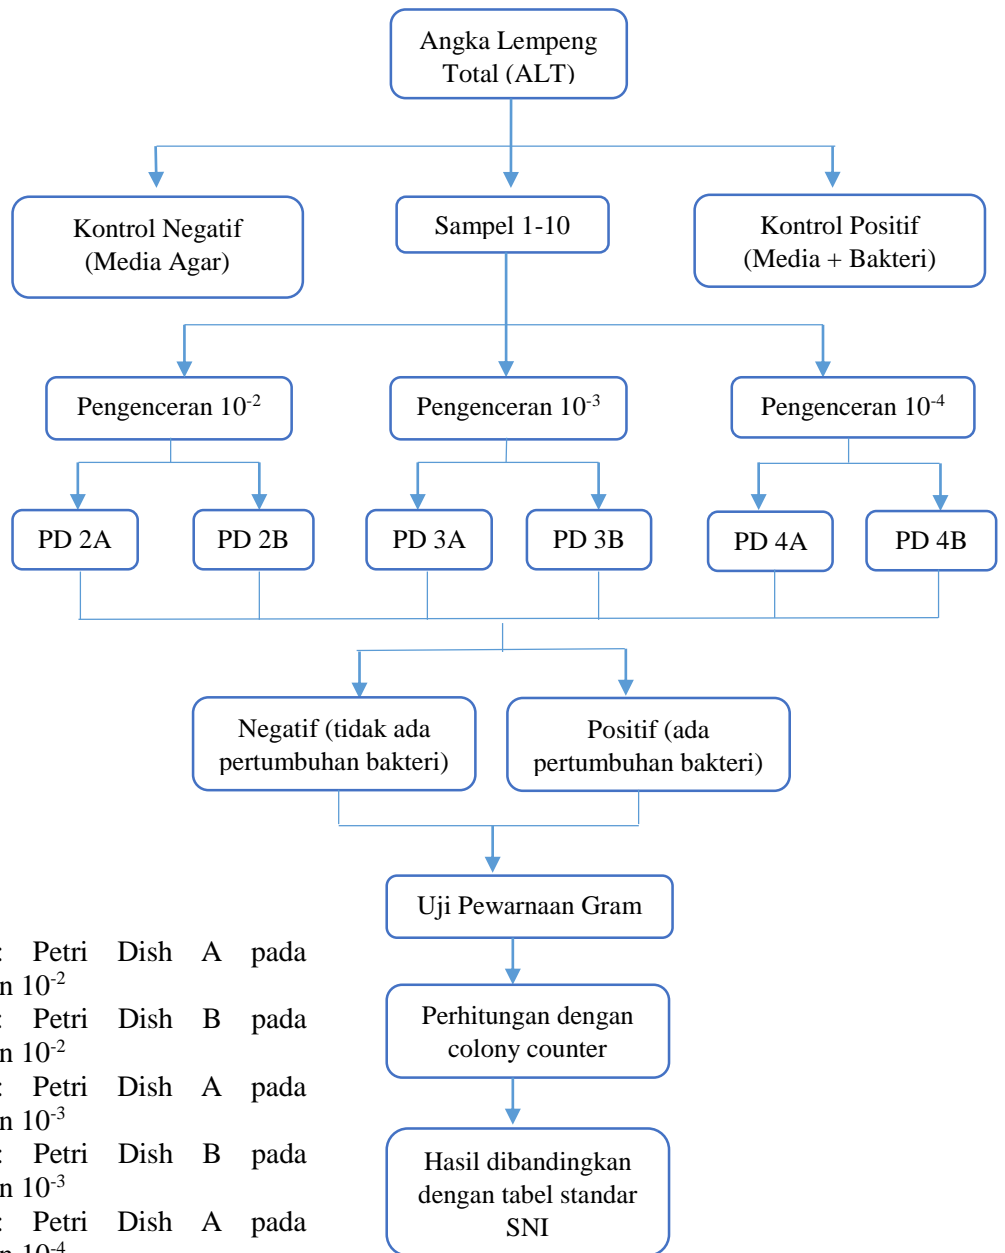 Angka Lempeng
Total (ALT)
Kontrol Negatif
(Media Agar)
Sampel 1-10
Kontrol Positif
(Media + Bakteri)
Pengenceran 10⁻²
Pengenceran 10⁻³
Pengenceran 10⁻⁴
PD 2A
PD 2B
PD 3A
PD 3B
PD 4A
PD 4B
Negatif (tidak ada
pertumbuhan bakteri)
Positif (ada
pertumbuhan bakteri)
Uji Pewarnaan Gram
Perhitungan dengan
colony counter
Hasil dibandingkan
dengan tabel standar
SNI
: Petri Dish A pada
n 10⁻²
: Petri Dish B pada
n 10⁻²
: Petri Dish A pada
n 10⁻³
: Petri Dish B pada
n 10⁻³
: Petri Dish A pada
n 10⁻⁴